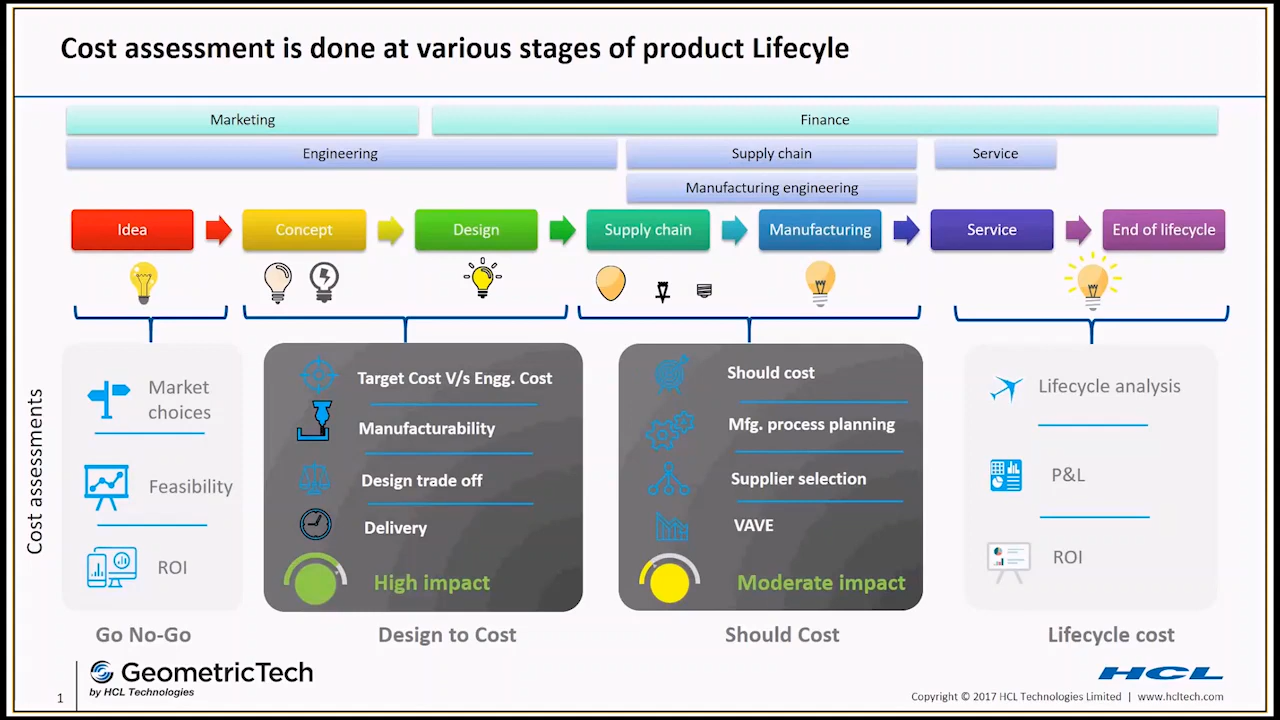 Cost assessment is done at various stages of product Lifecyle
Marketing
Finance
Engineering
Supply chain
Service
Manufacturing engineering
Idea
Concept
Design
Supply chain
Manufacturing
Service
End of lifecycle
Cost assessments
Market
choices
Feasibility
ROI
Go No-Go
Target Cost V/s Engg. Cost
Manufacturability
Design trade off
Delivery
High impact
Design to Cost
Should cost
Mfg. process planning
Supplier selection
VAVE
Moderate impact
Should Cost
Lifecycle analysis
P&L
ROI
Lifecycle cost
1
GeometricTech
by HCL Technologies
HCL
Copyright © 2017 HCL Technologies Limited | www.hcltech.com